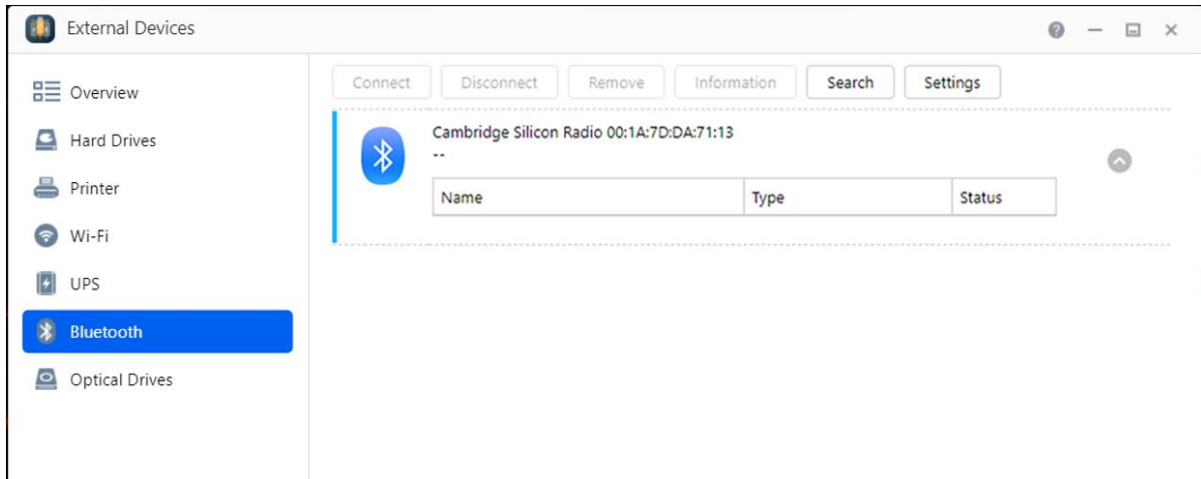 External Devices
Overview
Hard Drives
Printer
Wi-Fi
UPS
Bluetooth
Optical Drives
Connect Disconnect Remove Information Search Settings
Cambridge Silicon Radio 00:1A:7D:DA:71:13
--
Name Type Status